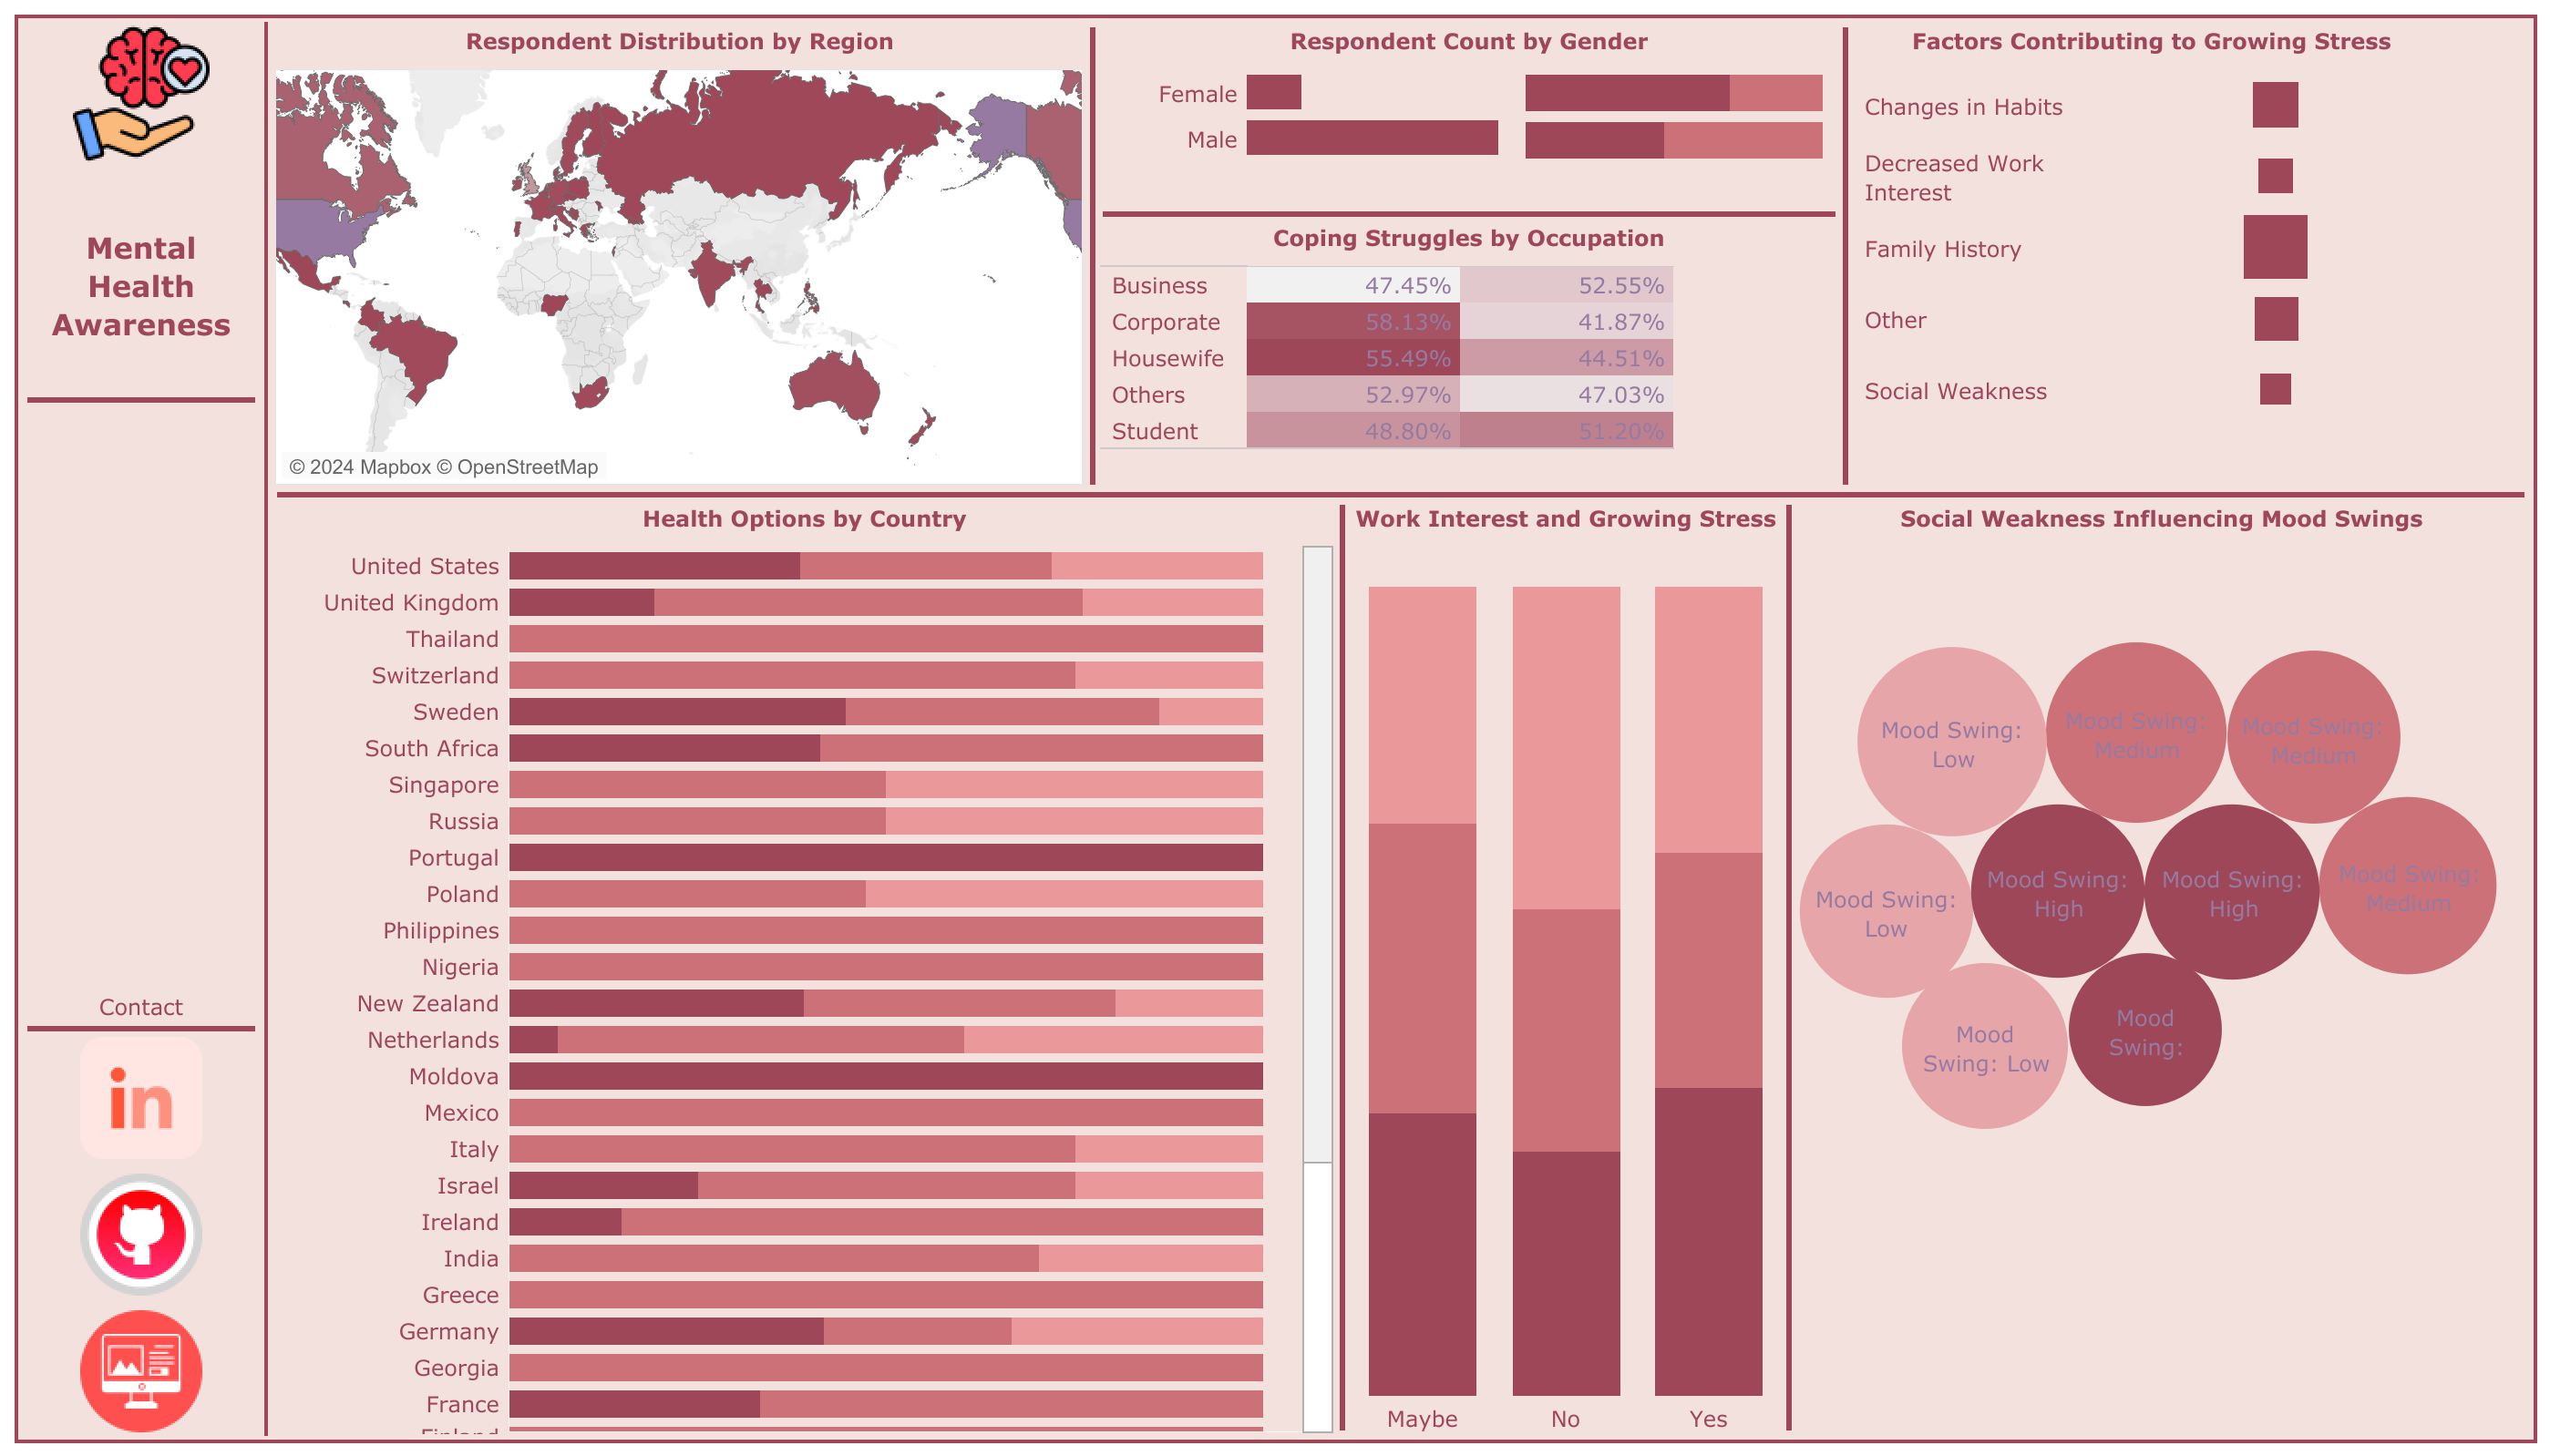 Mental
Health
Awareness
Contact
in
Respondent Distribution by Region
© 2024 Mapbox © OpenStreetMap
Respondent Count by Gender
Female
Male
Coping Struggles by Occupation
Business 47.45% 52.55%
Corporate 58.13% 41.87%
Housewife 55.49% 44.51%
Others 52.97% 47.03%
Student 48.80% 51.20%
Factors Contributing to Growing Stress
Changes in Habits
Decreased Work
Interest
Family History
Other
Social Weakness
Health Options by Country
United States
United Kingdom
Thailand
Switzerland
Sweden
South Africa
Singapore
Russia
Portugal
Poland
Philippines
Nigeria
New Zealand
Netherlands
Moldova
Mexico
Italy
Israel
Ireland
India
Greece
Germany
Georgia
France
Finland
Work Interest and Growing Stress
Maybe No Yes
Social Weakness Influencing Mood Swings
Mood Swing:
Low
Mood Swing:
Medium
Mood Swing:
Medium
Mood Swing:
Low
Mood Swing:
High
Mood Swing:
High
Mood Swing:
Medium
Mood
Swing: Low
Mood
Swing: